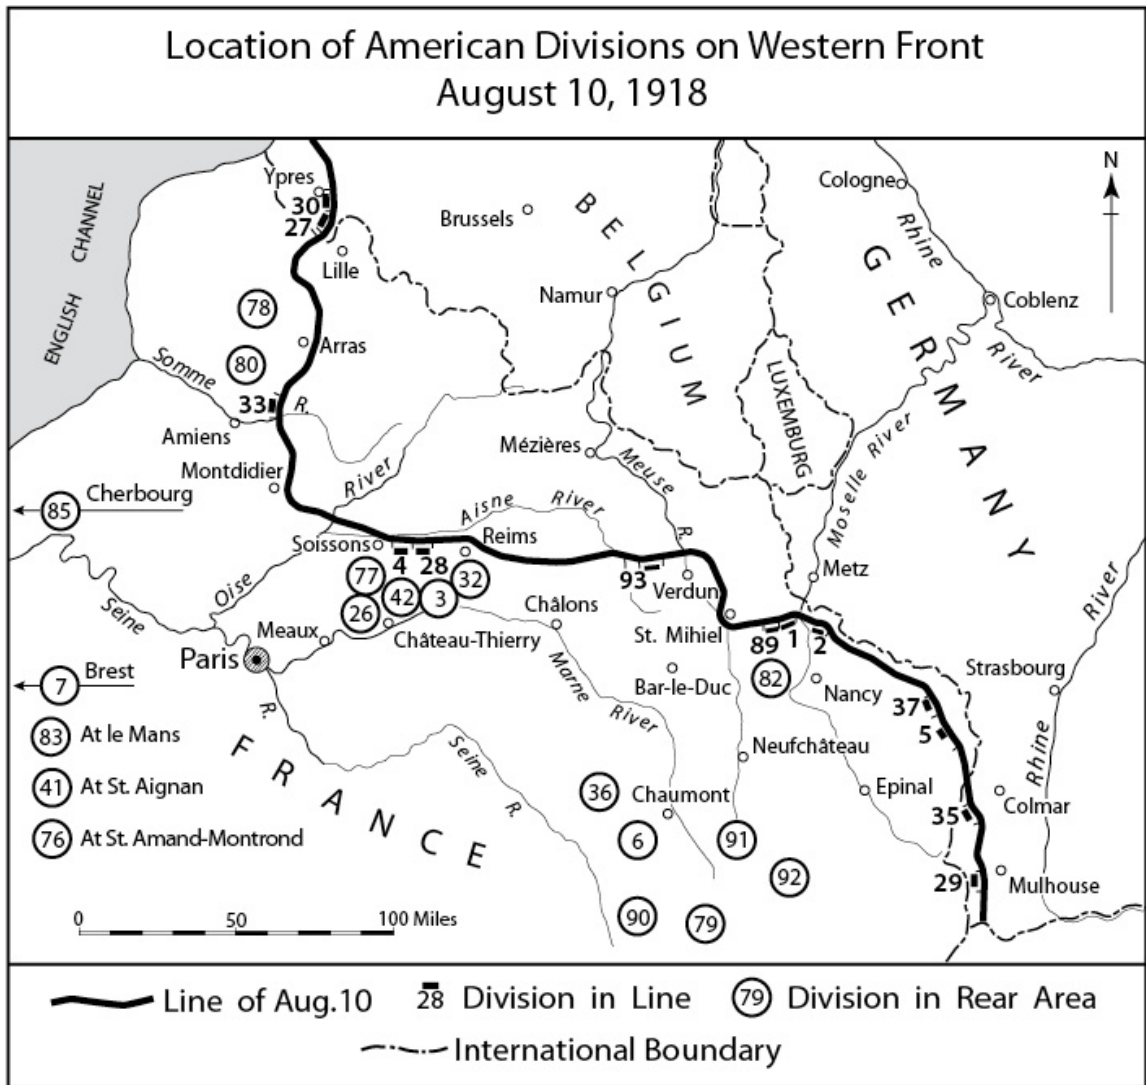 Location of American Divisions on Western Front
August 10, 1918
N
ENGLISH CHANNEL
Ypres
30
27
Lille
Brussels
BELGIUM
Cologne
Rhine
River
GERMANY
Namur
Coblenz
78
Arras
80
Somme
R.
33
Amiens
LUXEMBURG
Mézières
Meuse
R.
Moselle River
Montdidier
River
Oise
85
Cherbourg
Aisne River
Soissons
Reims
4
28
77
42
3
32
26
93
Verdun
Metz
River
Rhine
Seine
R.
Meaux
Château-Thierry
Châlons
St. Mihiel
89
1
2
Paris
7
Brest
Marne
River
Bar-le-Duc
82
Nancy
Strasbourg
37
5
83
At le Mans
FRANCE
Seine
R.
Neufchâteau
41
At St. Aignan
36
Chaumont
Epinal
Colmar
35
76
At St. Amand-Montrond
6
91
92
29
Mulhouse
90
79
0 50 100 Miles
Line of Aug.10
28
Division in Line
79
Division in Rear Area
International Boundary